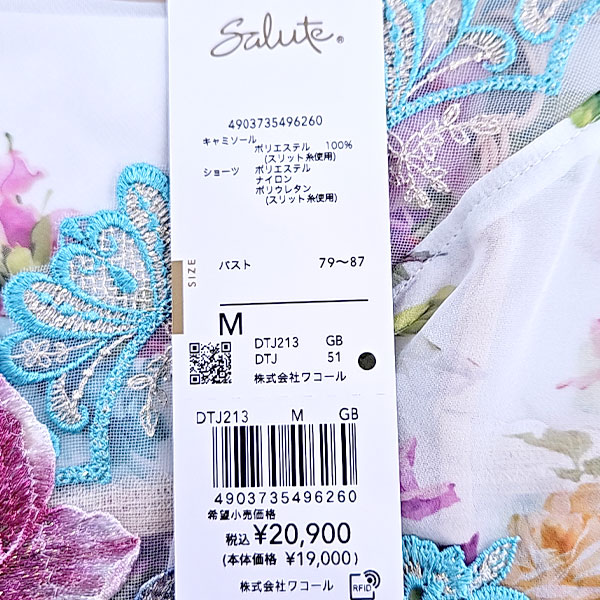 Salute®
4903735496260
キャミソール
ポリエステル 100%
(スリット糸使用)
ショーツ ポリエステル
ナイロン
ポリウレタン
(スリット糸使用)
SIZE
バスト 79〜87
M
DTJ213 GB
DTJ 51
株式会社ワコール
DTJ213 M GB
4903735496260
希望小売価格
税込 ¥20,900
(本体価格 ¥19,000)
株式会社ワコール
RFID